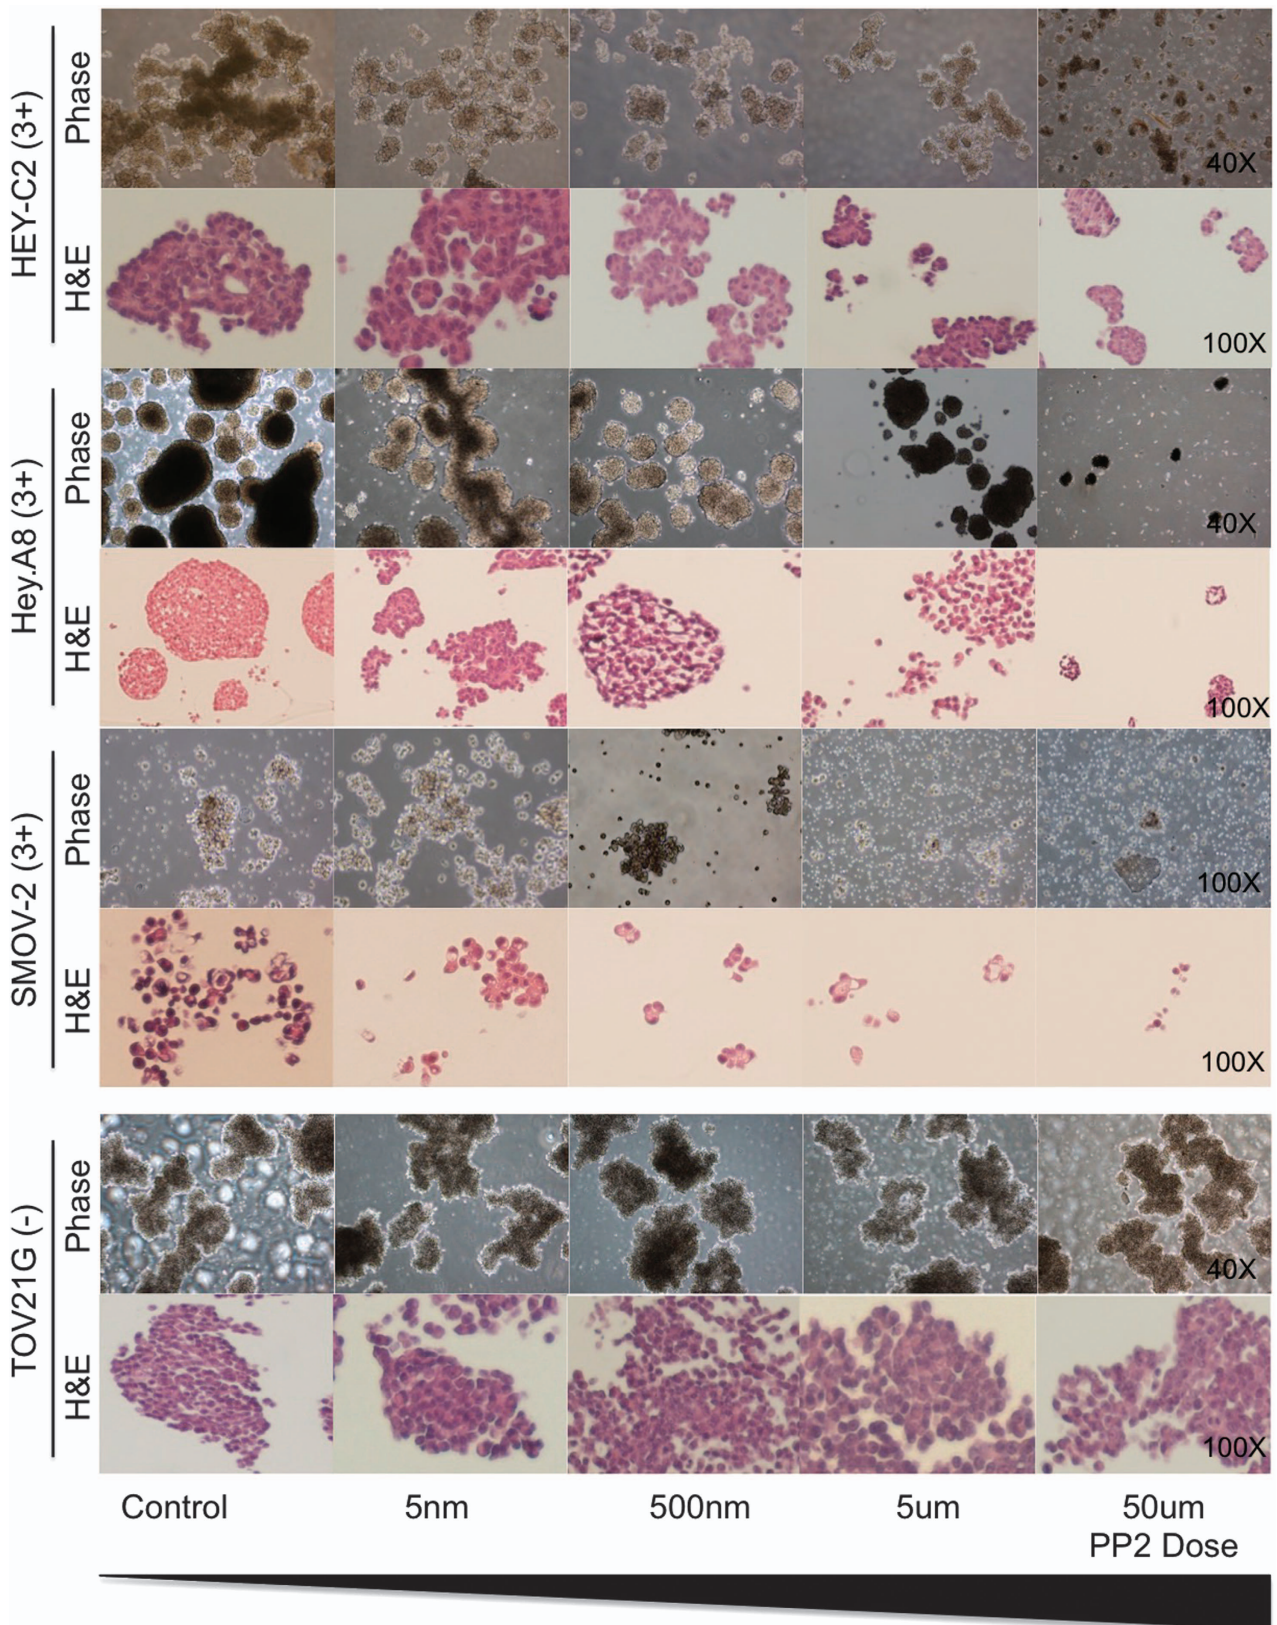 HEY-C2 (3+)
Phase
40X
H&E
100X
Hey.A8 (3+)
Phase
40X
H&E
100X
SMOV-2 (3+)
Phase
100X
H&E
100X
TOV21G (-)
Phase
40X
H&E
100X
Control
5nm
500nm
5um
50um
PP2 Dose